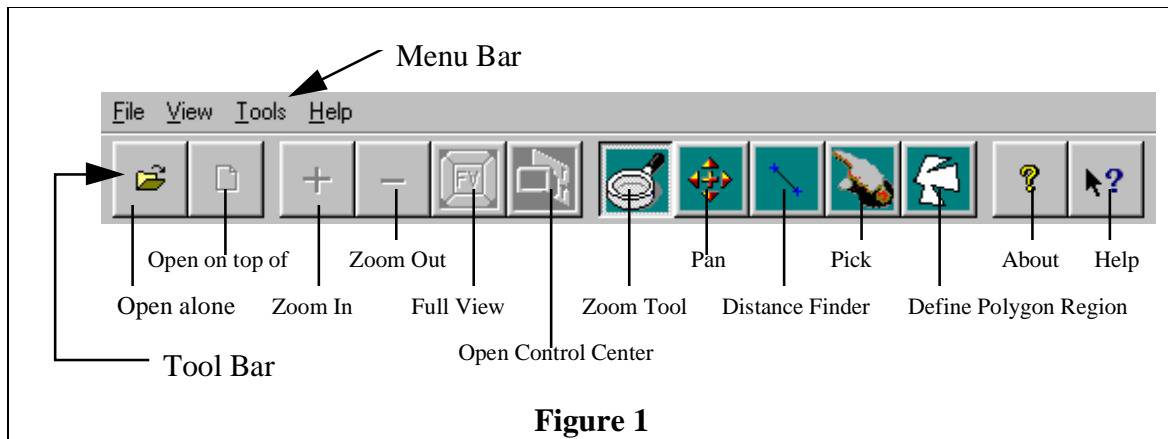 Menu Bar
File View Tools Help
FV
? ?
Open on top of Zoom Out Pan Pick About Help
Open alone Zoom In Full View Zoom Tool Distance Finder Define Polygon Region
Open Control Center
Tool Bar
Figure 1